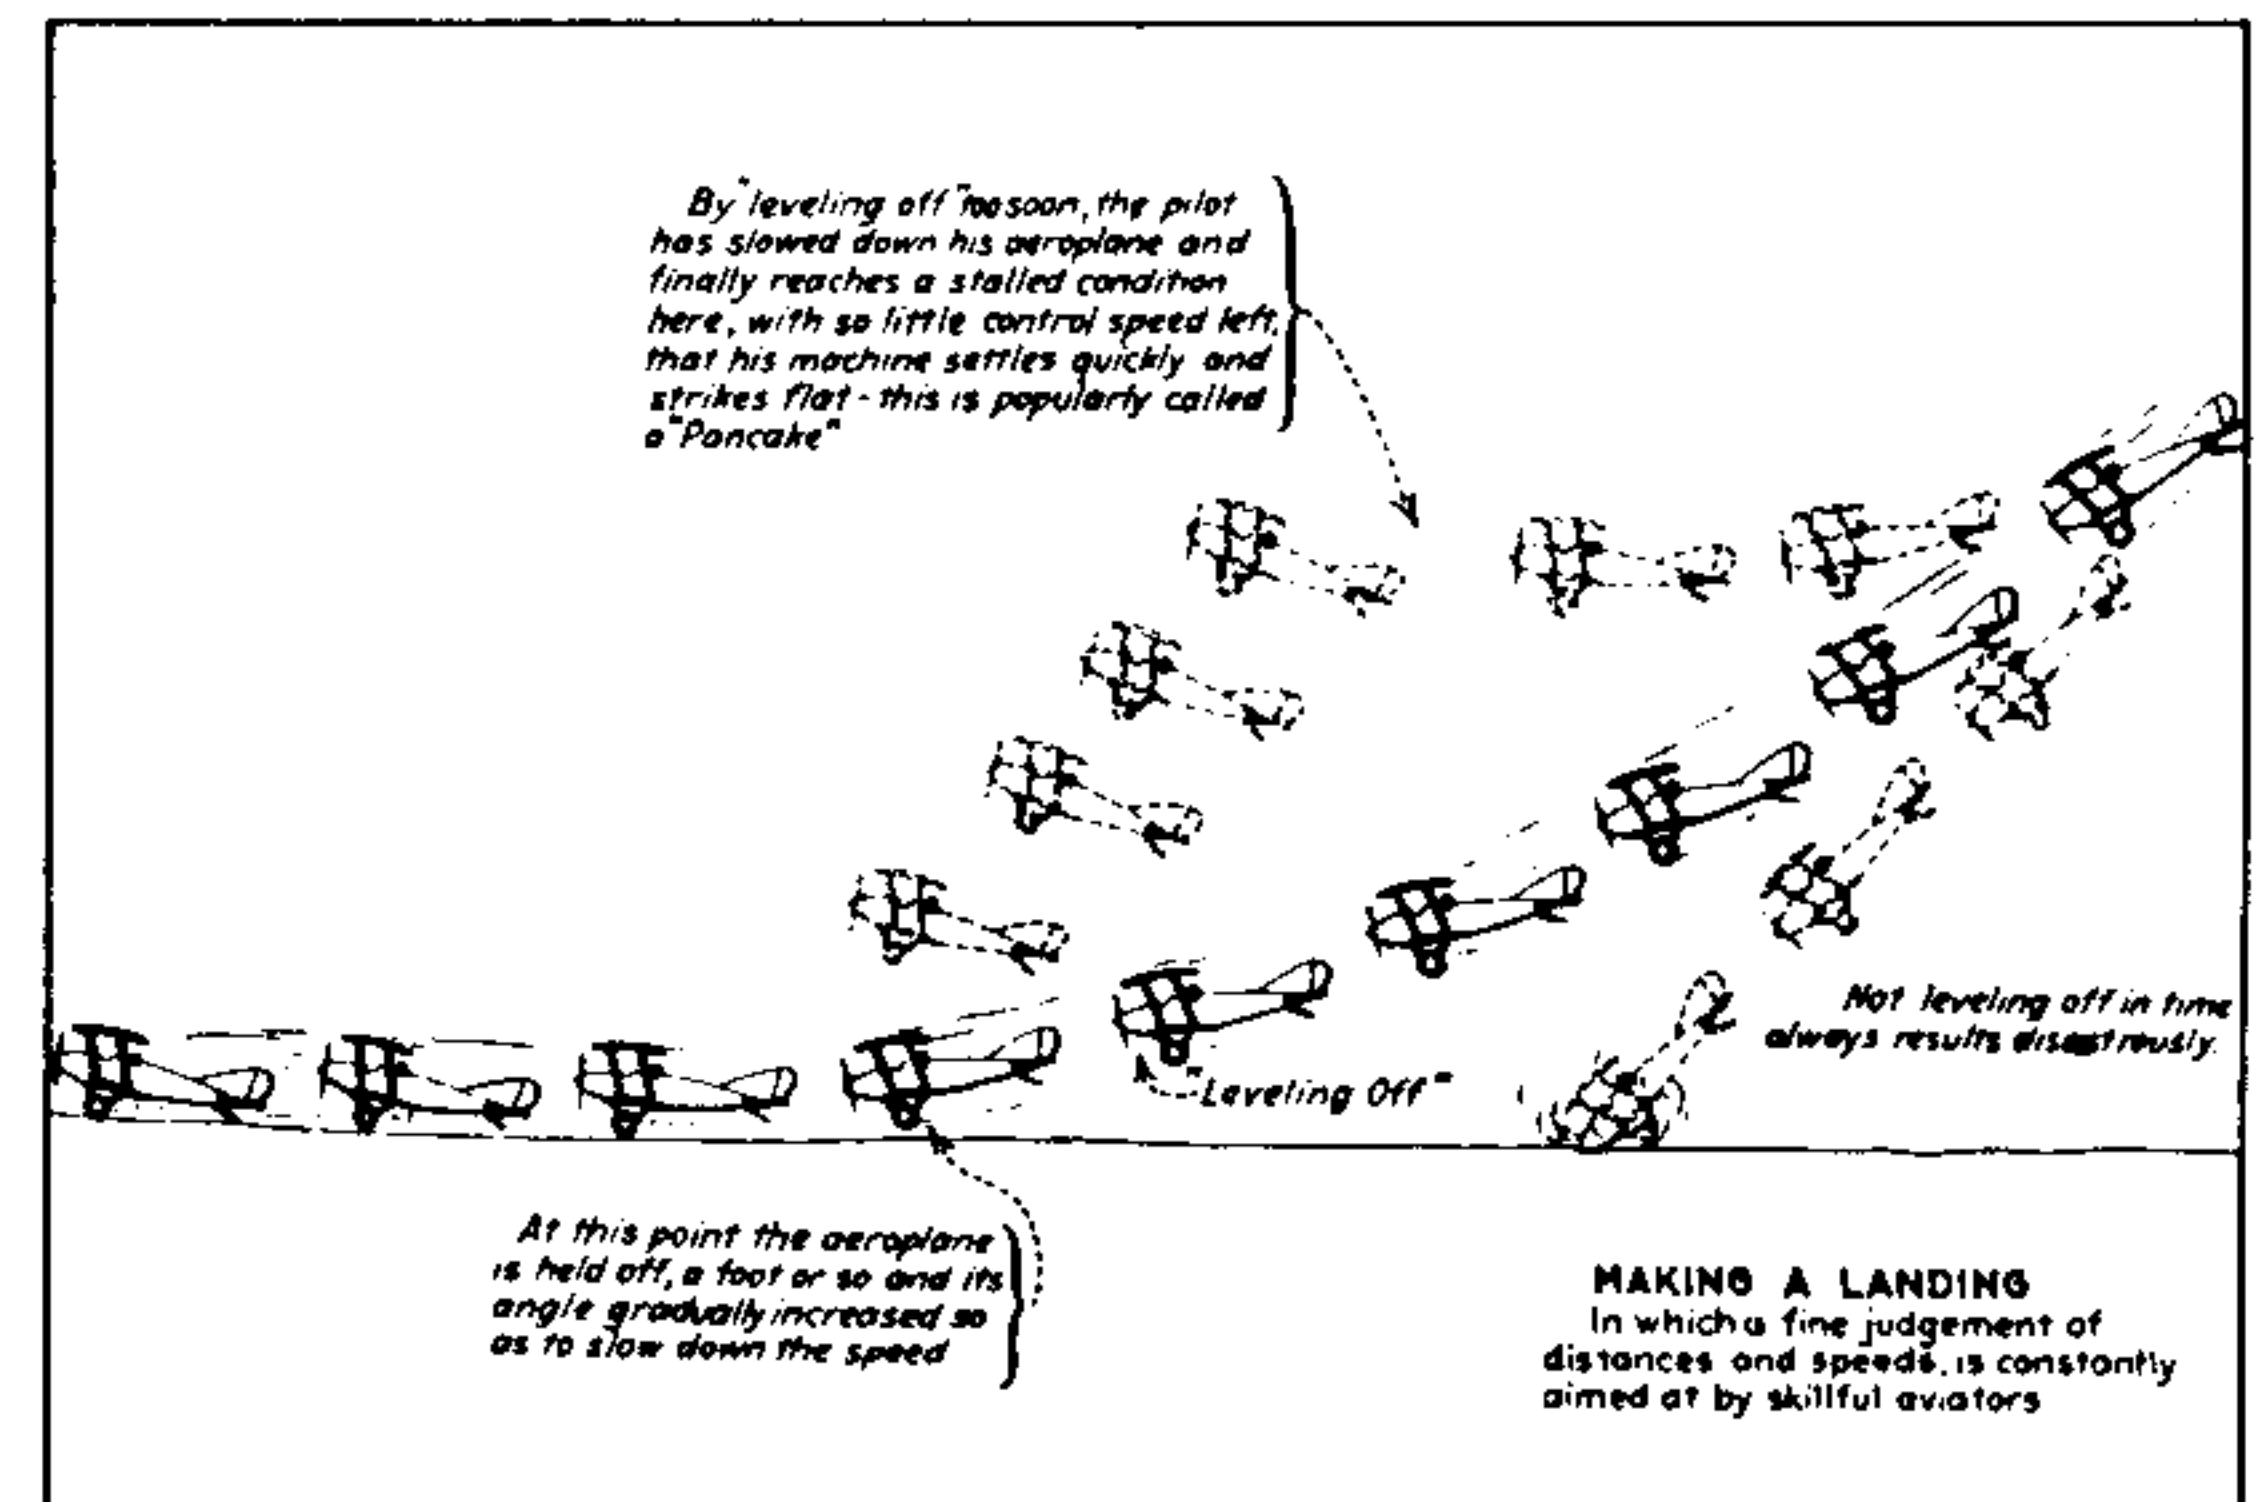 By "leveling off" too soon, the pilot
has slowed down his aeroplane and
finally reaches a stalled condition
here, with so little control speed left,
that his machine settles quickly and
strikes flat - this is popularly called
a "Pancake"
Not leveling off in time
always results disastrously.
"Leveling Off"
At this point the aeroplane
is held off, a foot or so and its
angle gradually increased so
as to slow down the speed
MAKING A LANDING
In which a fine judgement of
distances and speeds, is constantly
aimed at by skillful aviators